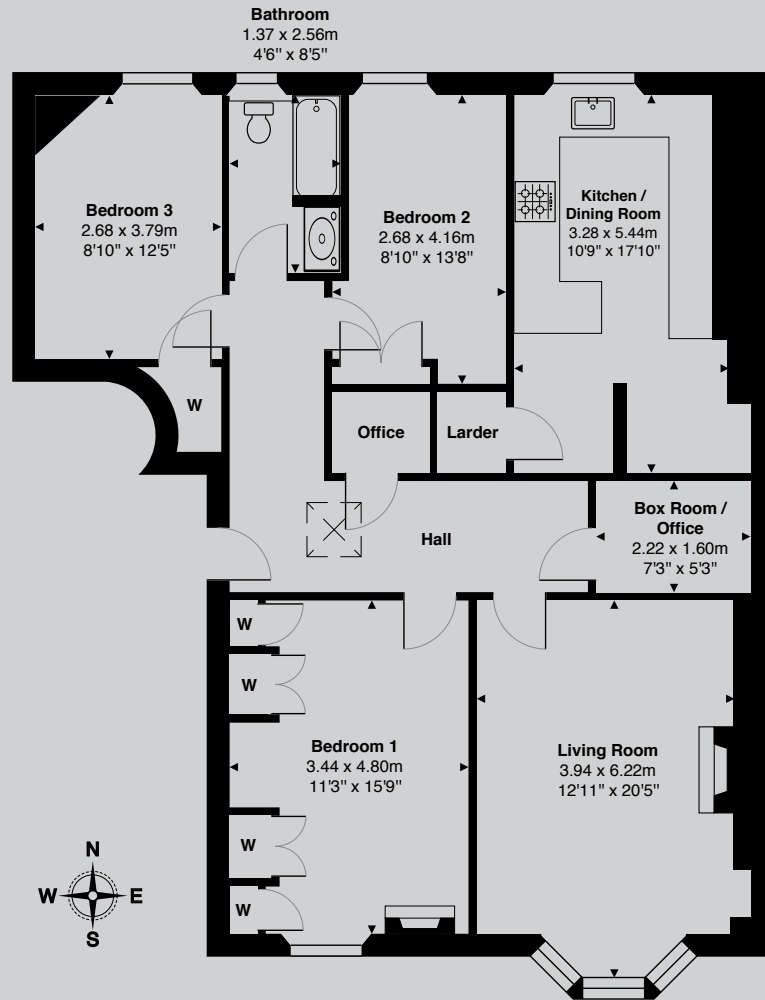 Bathroom
1.37 x 2.56m
4'6" x 8'5"
Bedroom 3
2.68 x 3.79m
8'10" x 12'5"
Bedroom 2
2.68 x 4.16m
8'10" x 13'8"
Kitchen /
Dining Room
3.28 x 5.44m
10'9" x 17'10"
W
Office
Larder
Hall
Box Room /
Office
2.22 x 1.60m
7'3" x 5'3"
W
W
Bedroom 1
3.44 x 4.80m
11'3" x 15'9"
Living Room
3.94 x 6.22m
12'11" x 20'5"
W
W
N
W E
S